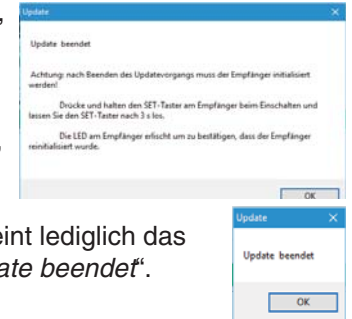 Update
Update beendet
Achtung: nach Beenden des Updatevorgangs muss der Empfänger initialisiert
werden!
Drücke und halten den SET-Taster am Empfänger beim Einschalten und
lassen Sie den SET-Taster nach 3 s los.
Die LED am Empfänger erlischt um zu bestätigen, dass der Empfänger
reinitialisiert wurde.
OK
eint lediglich das
ate beendet“.
Update
Update beendet
OK